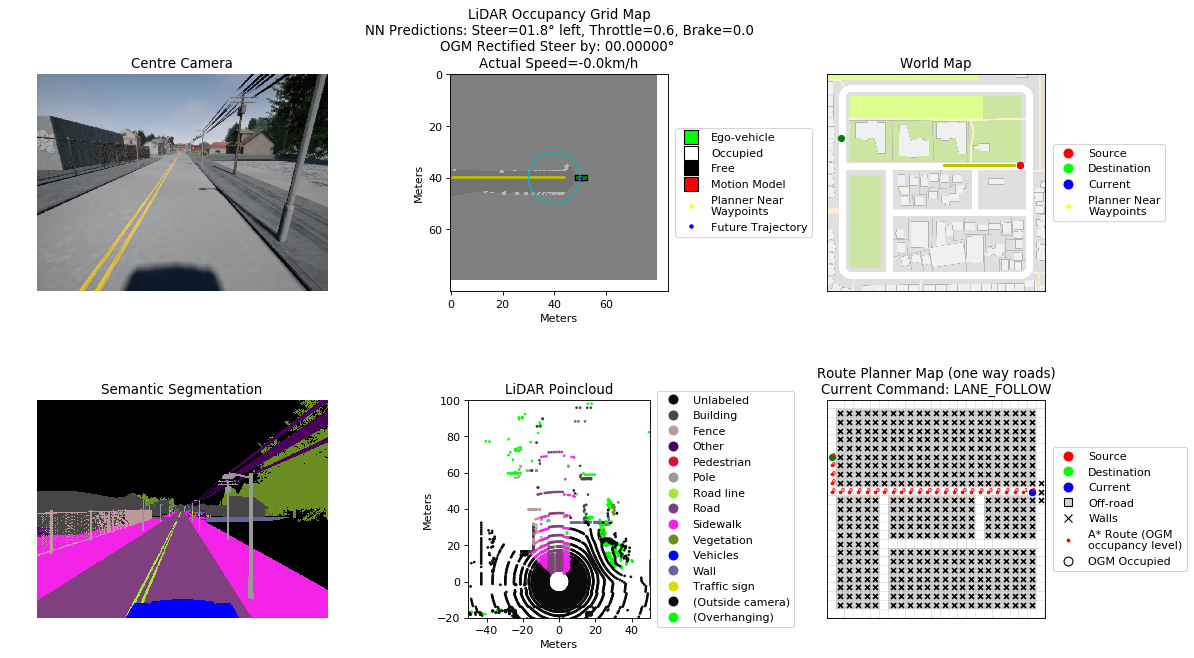 LiDAR Occupancy Grid Map
NN Predictions: Steer=01.8° left, Throttle=0.6, Brake=0.0
OGM Rectified Steer by: 00.00000°
Actual Speed=-0.0km/h
Centre Camera
World Map
0
20
40
60
Meters
0
20
40
60
Meters
Ego-vehicle
Occupied
Free
Motion Model
Planner Near
Waypoints
Future Trajectory
Source
Destination
Current
Planner Near
Waypoints
Semantic Segmentation
LiDAR Poincloud
Route Planner Map (one way roads)
Current Command: LANE_FOLLOW
100
80
60
40
20
0
−20
Meters
−40
−20
0
20
40
Meters
Unlabeled
Building
Fence
Other
Pedestrian
Pole
Road line
Road
Sidewalk
Vegetation
Vehicles
Wall
Traffic sign
(Outside camera)
(Overhanging)
Source
Destination
Current
Off-road
Walls
A* Route (OGM
occupancy level)
OGM Occupied